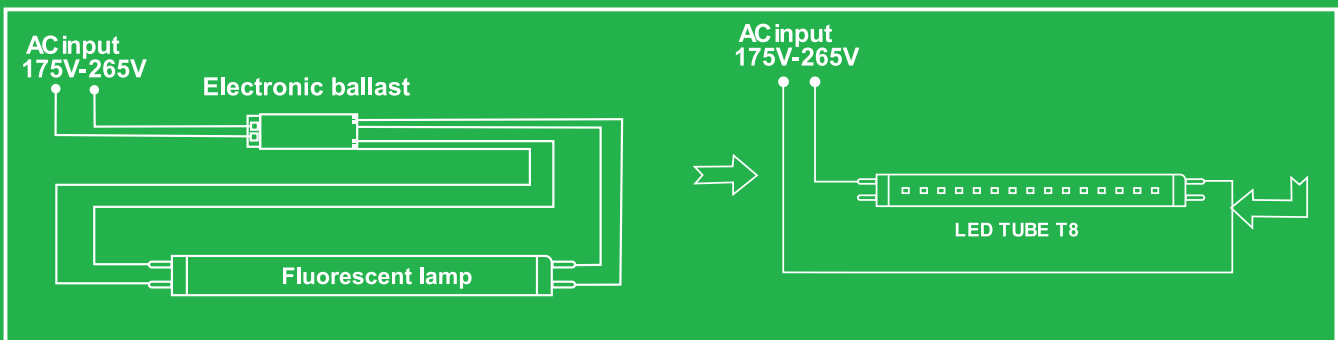 AC input
175V-265V
Electronic ballast
Fluorescent lamp
AC input
175V-265V
LED TUBE T8